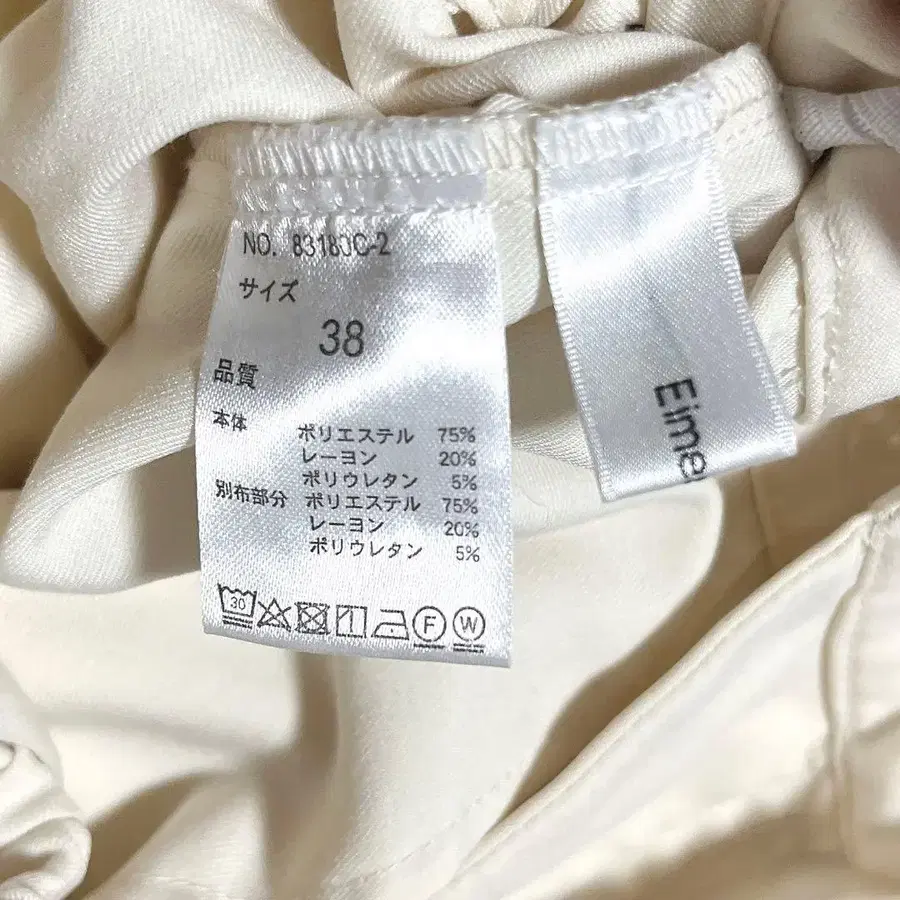 NO. 83180C-2
サイズ
38
品質
本体 ポリエステル 75%
レーヨン 20%
ポリウレタン 5%
別布部分 ポリエステル 75%
レーヨン 20%
ポリウレタン 5%
30 F W
Eime